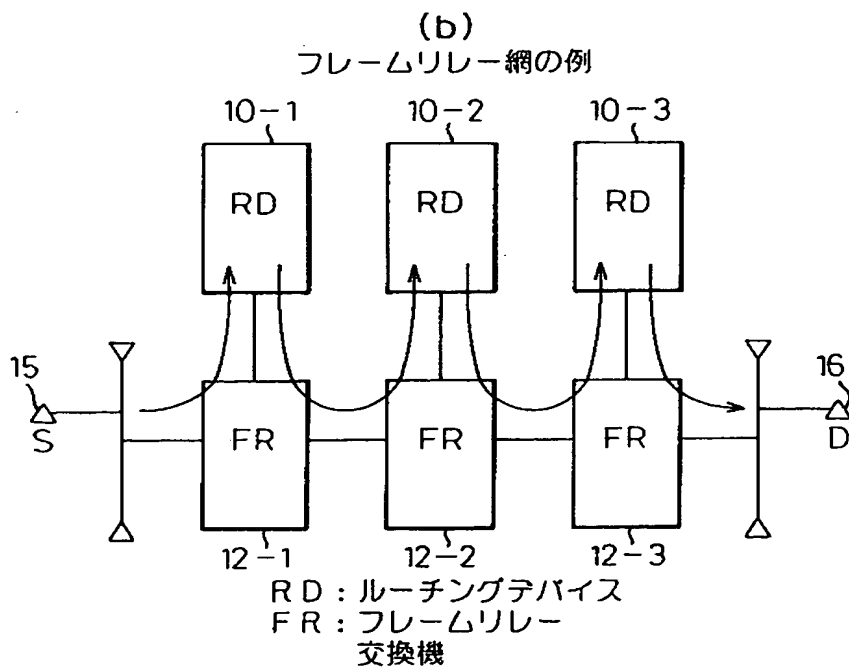 (b)
フレームリレー網の例
10-1 10-2 10-3
RD RD RD
15 16
S FR FR FR D
12-1 12-2 12-3
RD：ルーチングデバイス
FR：フレームリレー
交換機